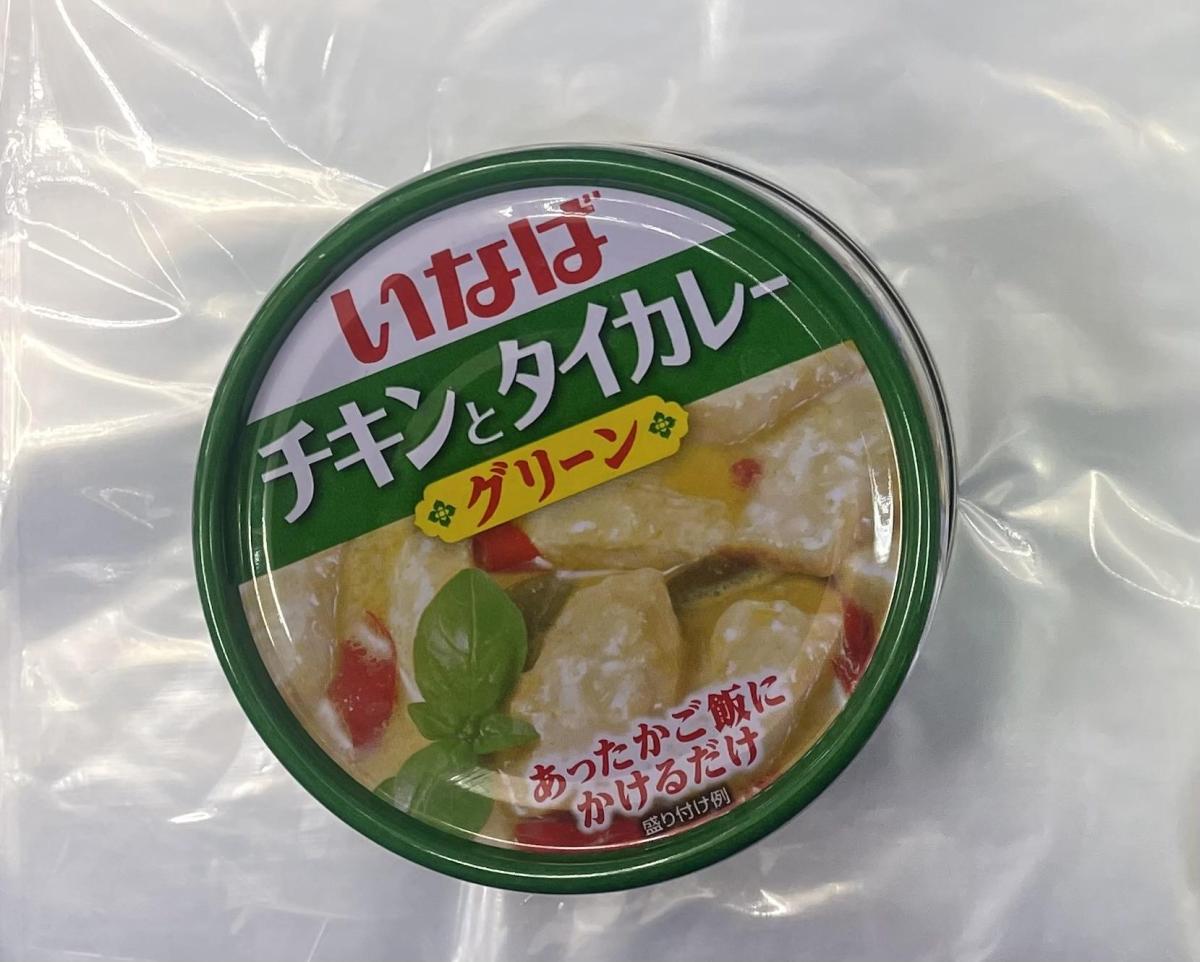 いなば
チキンとタイカレー
グリーン
あったかご飯に
かけるだけ
盛り付け例